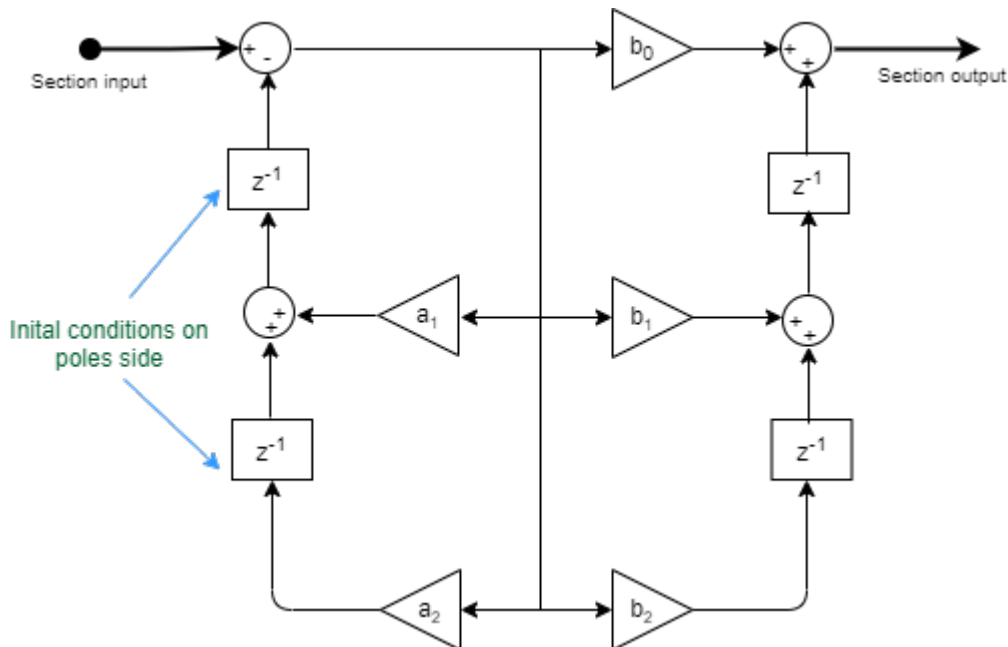 b0
Section input
Section output
+
-
+
+
z-1
z-1
Inital conditions on
poles side
+
+
a1
b1
+
+
z-1
z-1
a2
b2